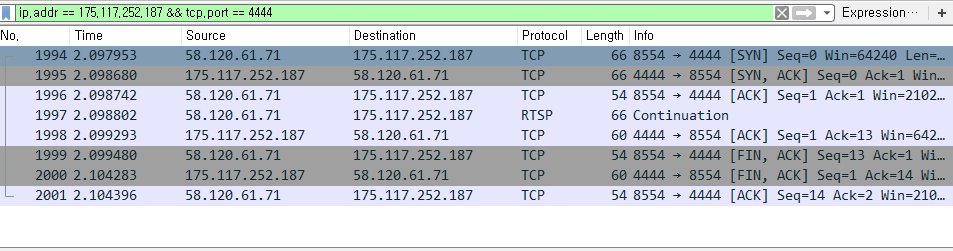 ip.addr == 175.117.252.187 && tcp.port == 4444 Expression… +
No. Time Source Destination Protocol Length Info
1994 2.097953 58.120.61.71 175.117.252.187 TCP 66 8554 → 4444 [SYN] Seq=0 Win=64240 Len=…
1995 2.098680 175.117.252.187 58.120.61.71 TCP 66 4444 → 8554 [SYN, ACK] Seq=0 Ack=1 Win…
1996 2.098742 58.120.61.71 175.117.252.187 TCP 54 8554 → 4444 [ACK] Seq=1 Ack=1 Win=2102…
1997 2.098802 58.120.61.71 175.117.252.187 RTSP 66 Continuation
1998 2.099293 175.117.252.187 58.120.61.71 TCP 60 4444 → 8554 [ACK] Seq=1 Ack=13 Win=642…
1999 2.099480 58.120.61.71 175.117.252.187 TCP 54 8554 → 4444 [FIN, ACK] Seq=13 Ack=1 Wi…
2000 2.104283 175.117.252.187 58.120.61.71 TCP 60 4444 → 8554 [FIN, ACK] Seq=1 Ack=14 Wi…
2001 2.104396 58.120.61.71 175.117.252.187 TCP 54 8554 → 4444 [ACK] Seq=14 Ack=2 Win=210…